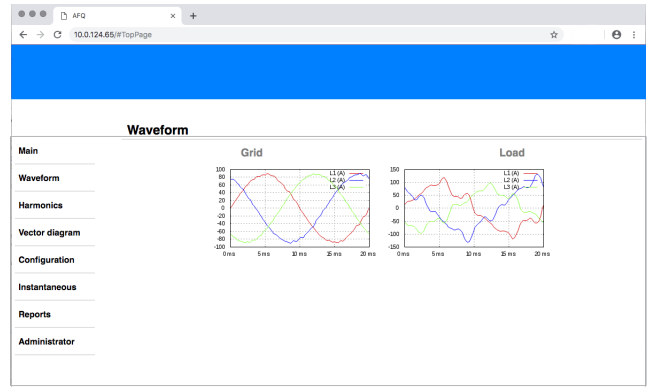 AFQ
10.0.124.65/#TopPage
Waveform
Main
Waveform
Harmonics
Vector diagram
Configuration
Instantaneous
Reports
Administrator
Grid
L1 (A)
L2 (A)
L3 (A)
100
80
60
40
20
0
-20
-40
-60
-80
-100
0 ms 5 ms 10 ms 15 ms 20 ms
Load
L1 (A)
L2 (A)
L3 (A)
150
100
50
0
-50
-100
-150
0 ms 5 ms 10 ms 15 ms 20 ms